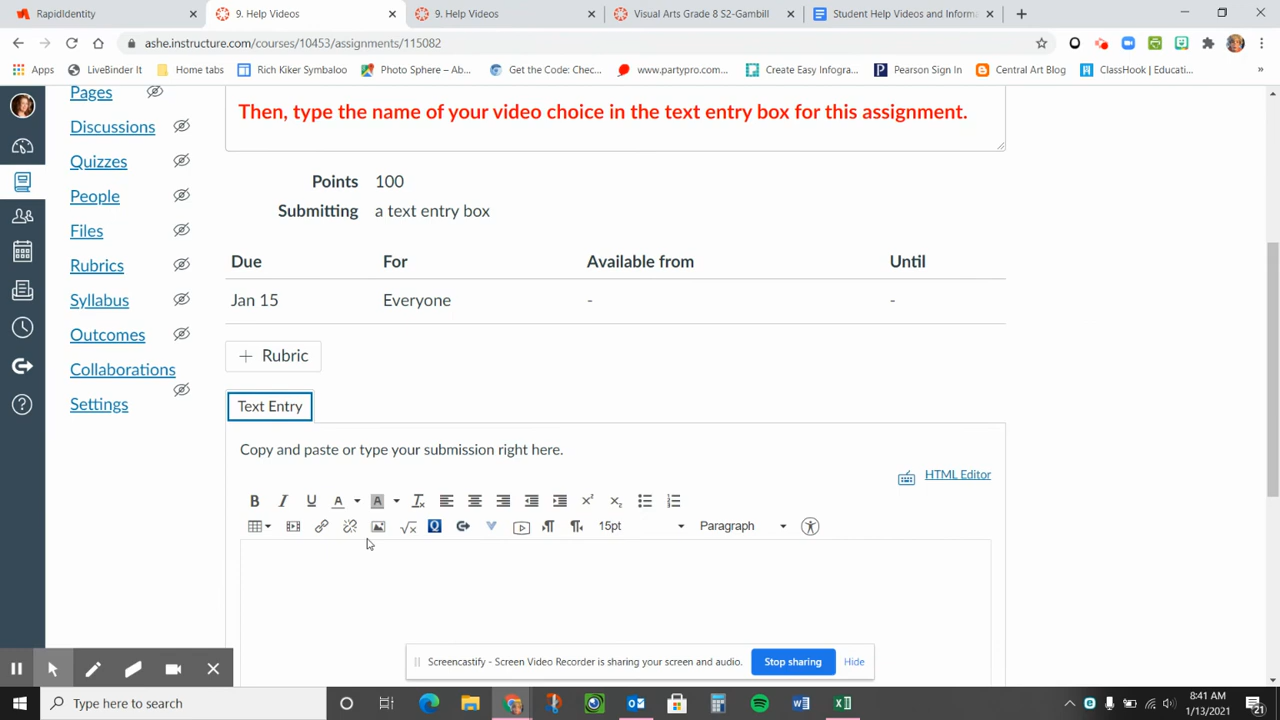 RapidIdentity
9. Help Videos
9. Help Videos
Visual Arts Grade 8 S2-Gambill
Student Help Videos and Informa
ashe.instructure.com/courses/10453/assignments/115082
Apps
LiveBinder It
Home tabs
Rich Kiker Symbaloo
Photo Sphere – Ab...
Get the Code: Chec...
www.partypro.com...
Create Easy Infogra...
Pearson Sign In
Central Art Blog
ClassHook | Educati...
»
Pages
Discussions
Quizzes
People
Files
Rubrics
Syllabus
Outcomes
Collaborations
Settings
Then, type the name of your video choice in the text entry box for this assignment.
Points 100
Submitting a text entry box
Due For Available from Until
Jan 15 Everyone - -
+ Rubric
Text Entry
Copy and paste or type your submission right here.
HTML Editor
15pt
Paragraph
Screencastify - Screen Video Recorder is sharing your screen and audio.
Stop sharing
Hide
Type here to search
8:41 AM
1/13/2021
21